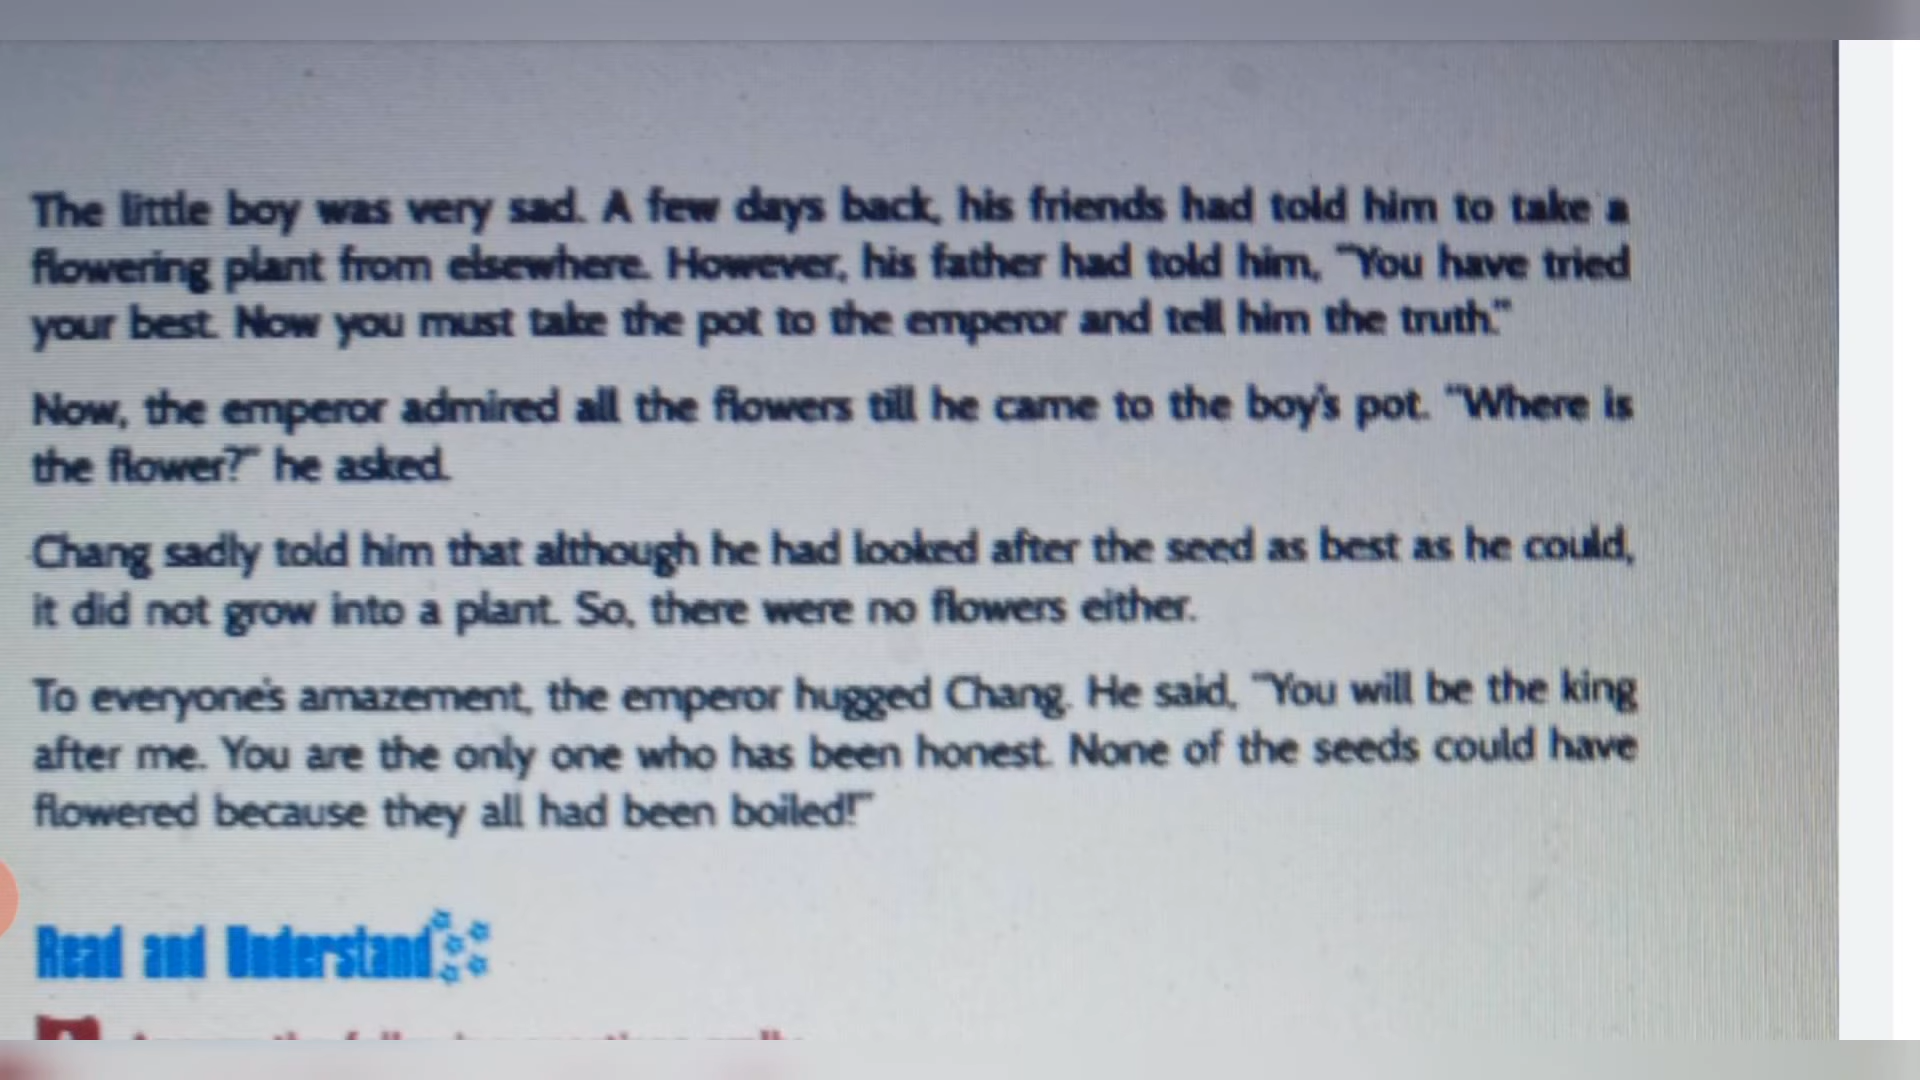 The little boy was very sad. A few days back, his friends had told him to take a
flowering plant from elsewhere. However, his father had told him, "You have tried
your best. Now you must take the pot to the emperor and tell him the truth."
Now, the emperor admired all the flowers till he came to the boy's pot. "Where is
the flower?" he asked.
Chang sadly told him that although he had looked after the seed as best as he could,
it did not grow into a plant. So, there were no flowers either.
To everyone's amazement, the emperor hugged Chang. He said, "You will be the king
after me. You are the only one who has been honest. None of the seeds could have
flowered because they all had been boiled!"
Read and Understand